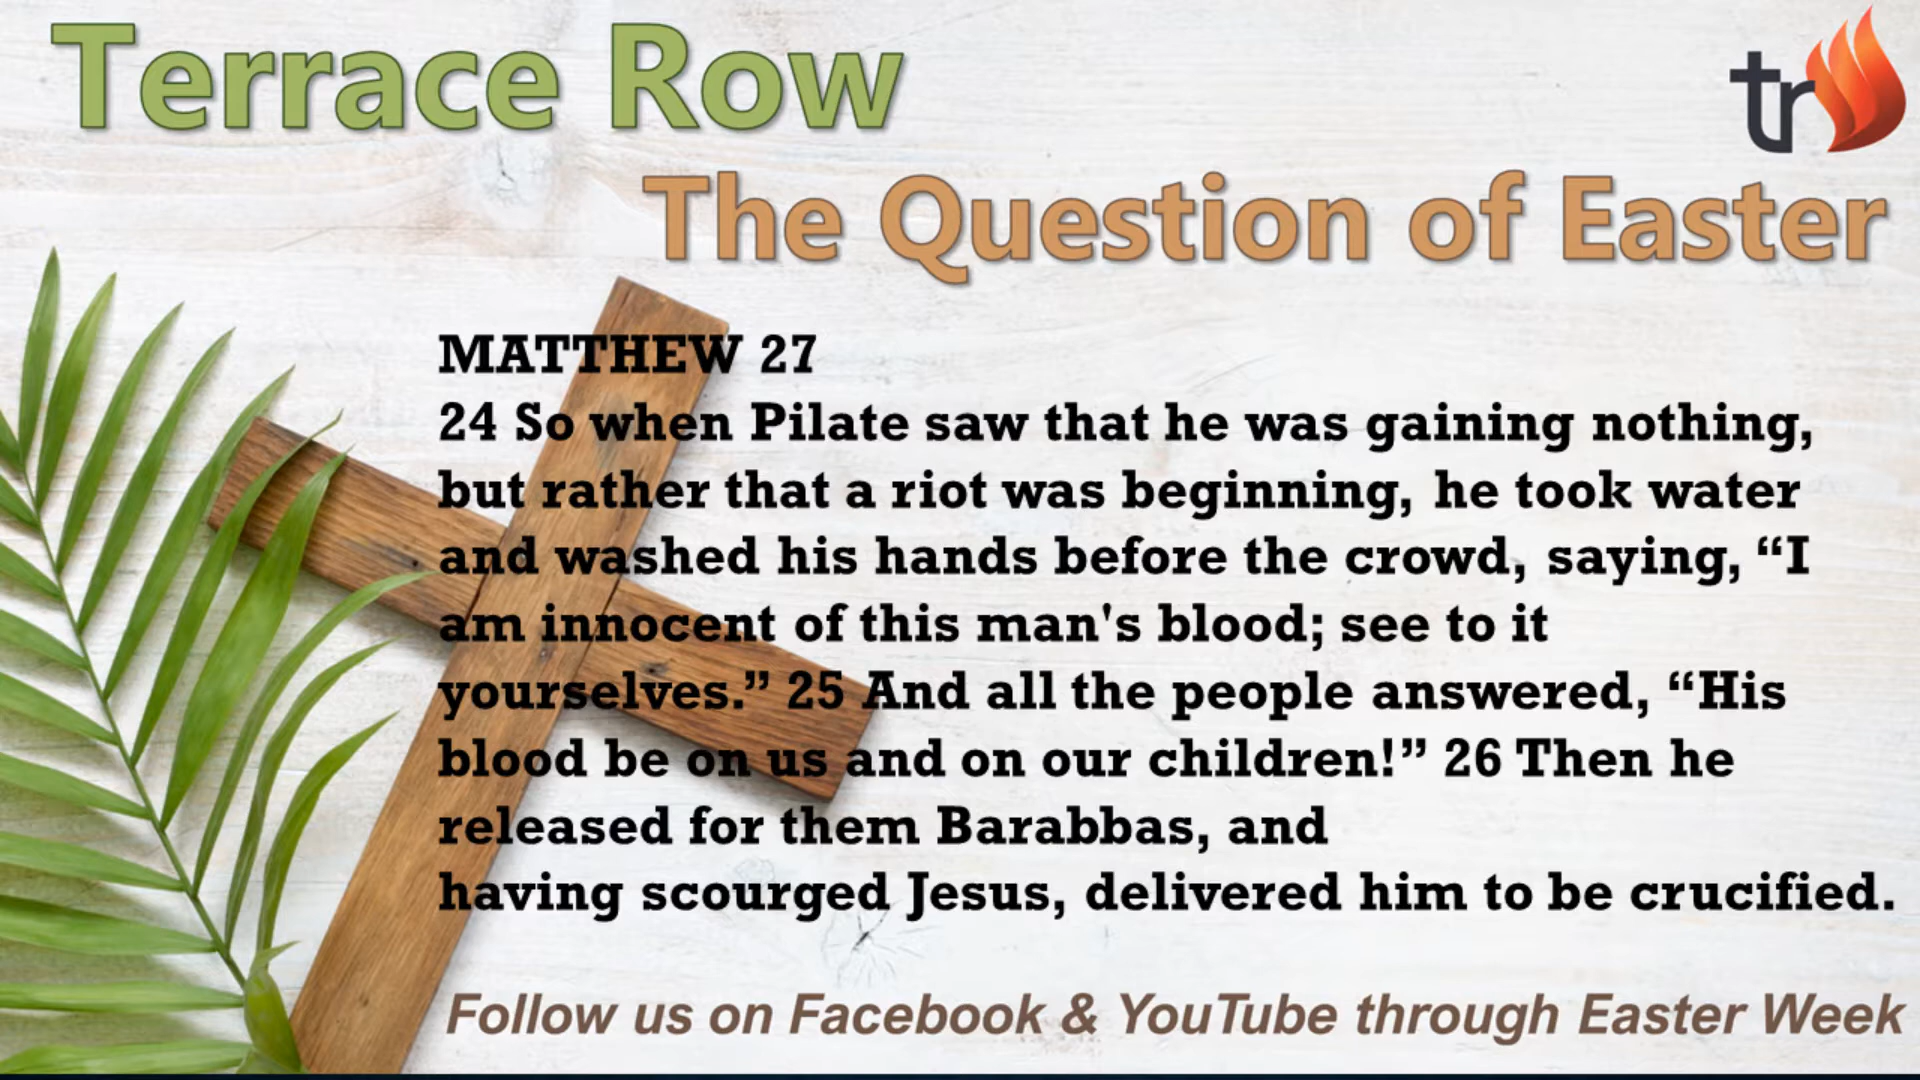 Terrace Row
tr
The Question of Easter
MATTHEW 27
24 So when Pilate saw that he was gaining nothing,
but rather that a riot was beginning, he took water
and washed his hands before the crowd, saying, “I
am innocent of this man's blood; see to it
yourselves.” 25 And all the people answered, “His
blood be on us and on our children!” 26 Then he
released for them Barabbas, and
having scourged Jesus, delivered him to be crucified.
Follow us on Facebook & YouTube through Easter Week